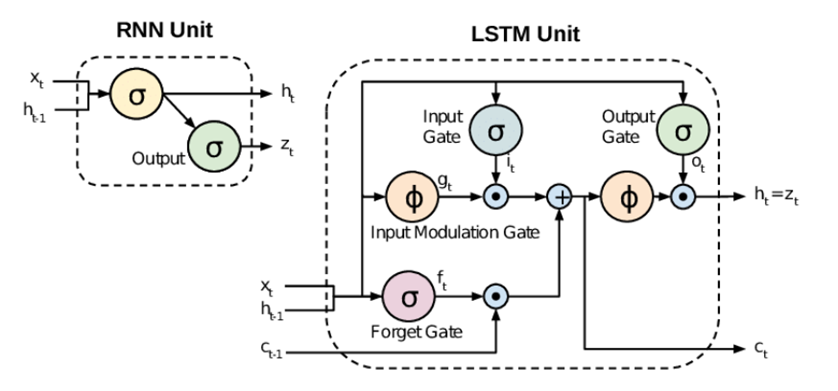 RNN Unit
xt
ht-1
σ
ht
σ
Output
zt
LSTM Unit
Input
Gate
σ
it
Output
Gate
σ
ot
ϕ
gt
ϕ
ht=zt
Input Modulation Gate
+
xt
ht-1
σ
ft
Forget Gate
ct-1
ct